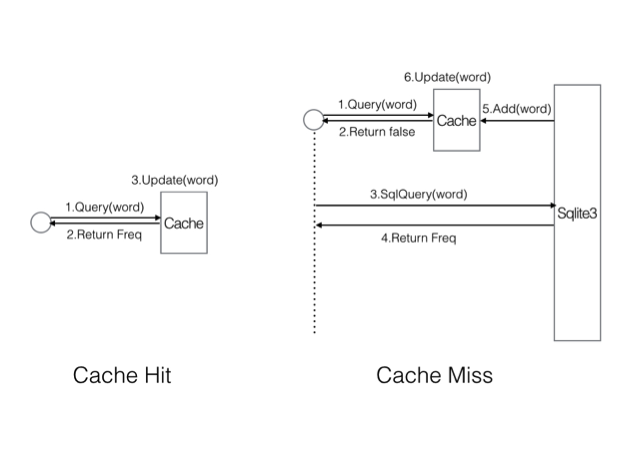 3.Update(word)
1.Query(word)
Cache
2.Return Freq
Cache Hit
6.Update(word)
1.Query(word)
Cache
5.Add(word)
2.Return false
3.SqlQuery(word)
Sqlite3
4.Return Freq
Cache Miss